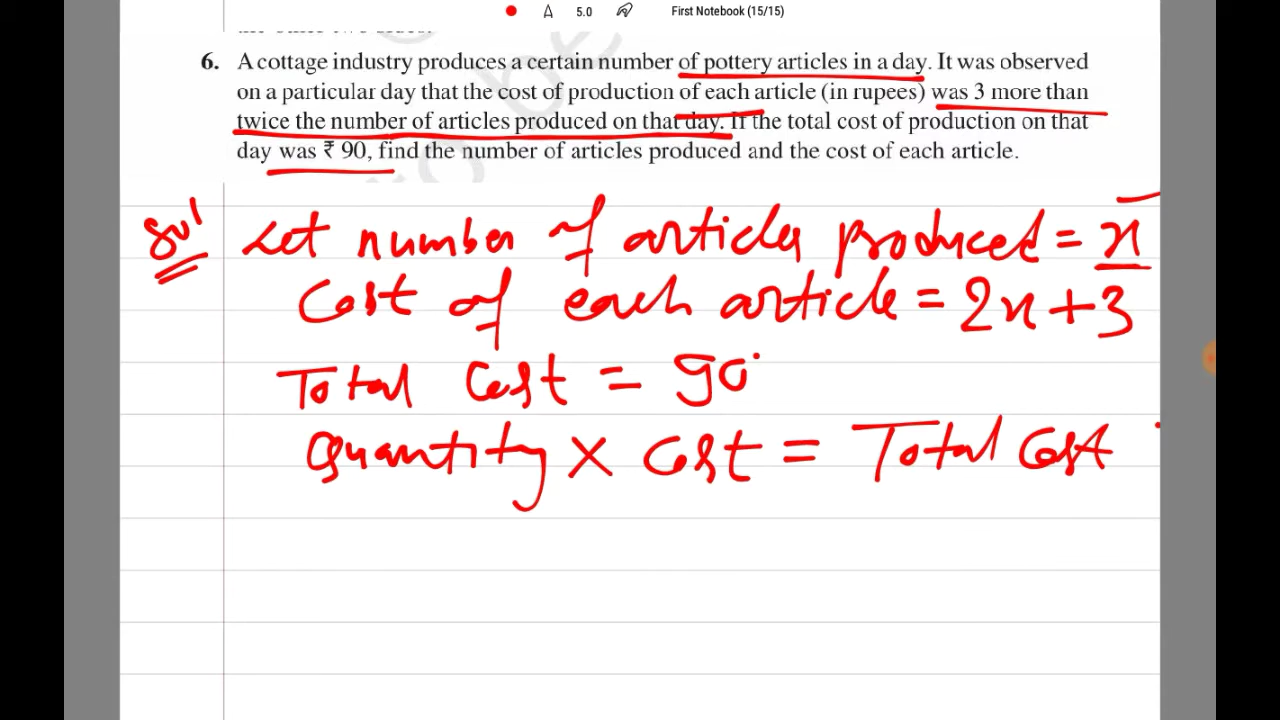 5.0 First Notebook (15/15)
6. A cottage industry produces a certain number of pottery articles in a day. It was observed
on a particular day that the cost of production of each article (in rupees) was 3 more than
twice the number of articles produced on that day. If the total cost of production on that
day was ₹ 90, find the number of articles produced and the cost of each article.
Sol Let number of articles produced = x
Cost of each article = 2x + 3
Total Cost = 90
Quantity × Cost = Total Cost